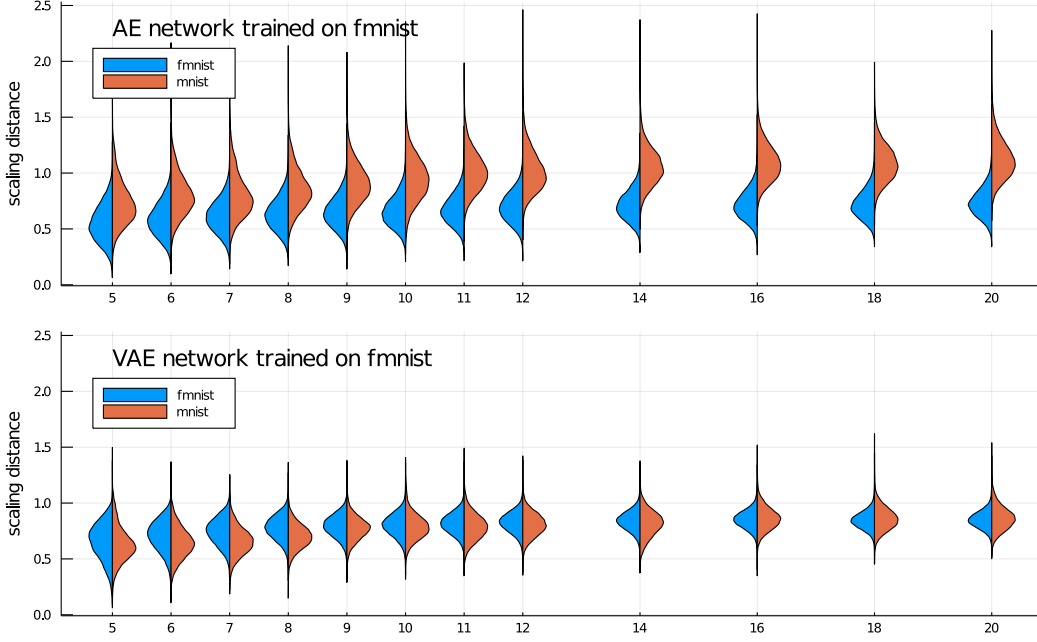 AE network trained on fmnist
fmnist
mnist
scaling distance
2.5
2.0
1.5
1.0
0.5
0.0
5 6 7 8 9 10 11 12 14 16 18 20
VAE network trained on fmnist
fmnist
mnist
scaling distance
2.5
2.0
1.5
1.0
0.5
0.0
5 6 7 8 9 10 11 12 14 16 18 20